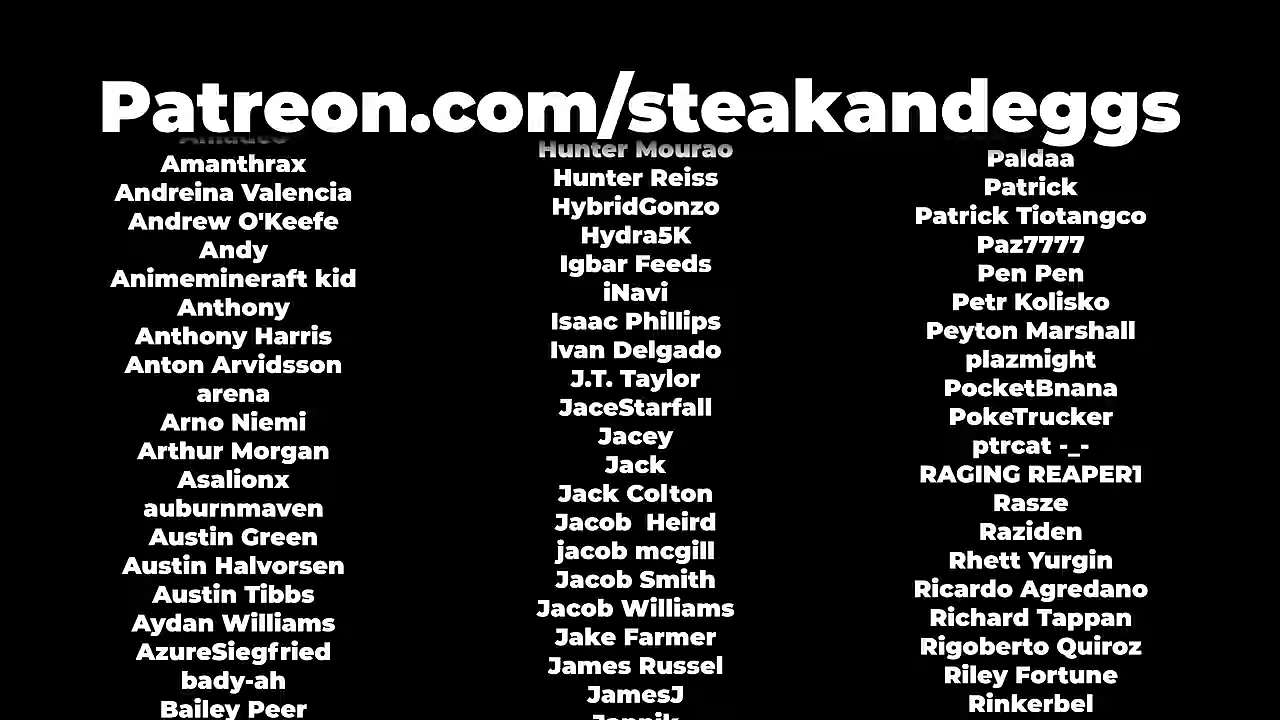 Patreon.com/steakandeggs
Amanthrax
Andreina Valencia
Andrew O'Keefe
Andy
Animemineraft kid
Anthony
Anthony Harris
Anton Arvidsson
arena
Arno Niemi
Arthur Morgan
Asalionx
auburnmaven
Austin Green
Austin Halvorsen
Austin Tibbs
Aydan Williams
AzureSiegfried
bady-ah
Bailey Peer
Hunter Mourao
Hunter Reiss
HybridGonzo
Hydra5K
Igbar Feeds
iNavi
Isaac Phillips
Ivan Delgado
J.T. Taylor
JaceStarfall
Jacey
Jack
Jack Colton
Jacob  Heird
jacob mcgill
Jacob Smith
Jacob Williams
Jake Farmer
James Russel
JamesJ
Paldaa
Patrick
Patrick Tiotangco
Paz7777
Pen Pen
Petr Kolisko
Peyton Marshall
plazmight
PocketBnana
PokeTrucker
ptrcat -_-
RAGING REAPER1
Rasze
Raziden
Rhett Yurgin
Ricardo Agredano
Richard Tappan
Rigoberto Quiroz
Riley Fortune
Rinkerbel